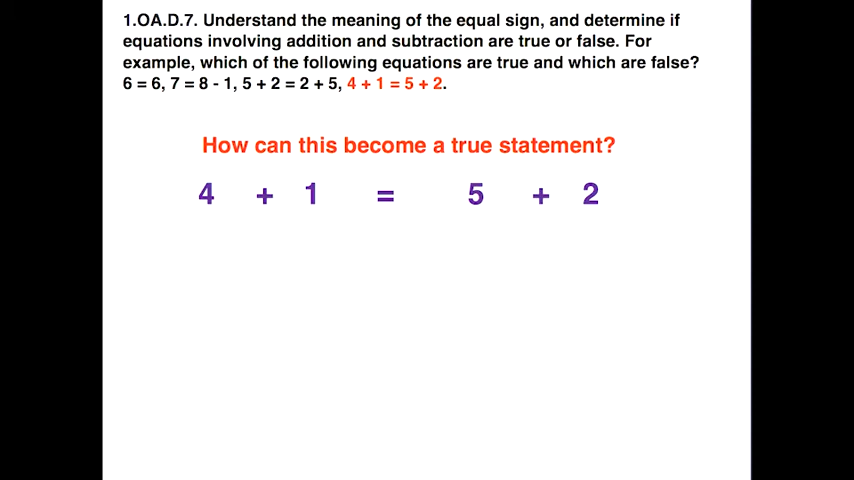 1.OA.D.7. Understand the meaning of the equal sign, and determine if
equations involving addition and subtraction are true or false. For
example, which of the following equations are true and which are false?
6 = 6, 7 = 8 - 1, 5 + 2 = 2 + 5, 4 + 1 = 5 + 2.
How can this become a true statement?
4 + 1 = 5 + 2